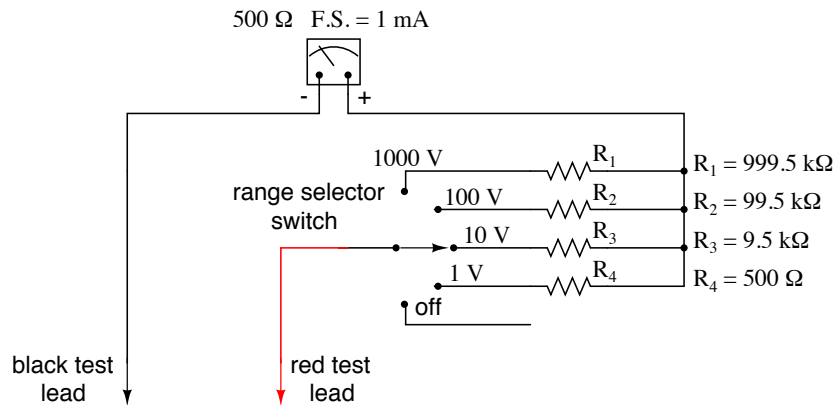 500 Ω F.S. = 1 mA
- +
1000 V R₁ R₁ = 999.5 kΩ
range selector
switch
100 V R₂ R₂ = 99.5 kΩ
10 V R₃ R₃ = 9.5 kΩ
1 V R₄ R₄ = 500 Ω
off
black test
lead
red test
lead